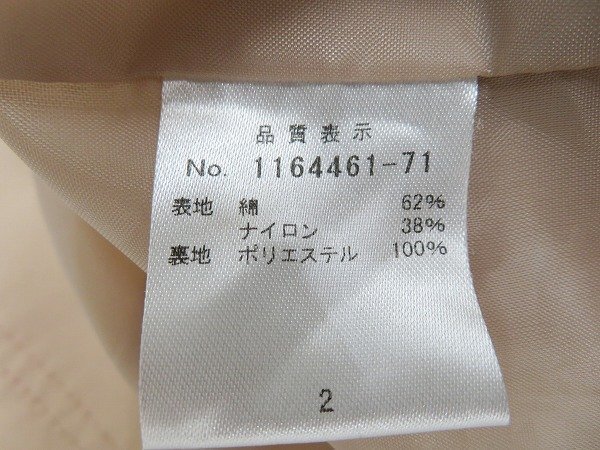 品質表示
No. 1164461-71
表地 綿 62%
ナイロン 38%
裏地 ポリエステル 100%
2